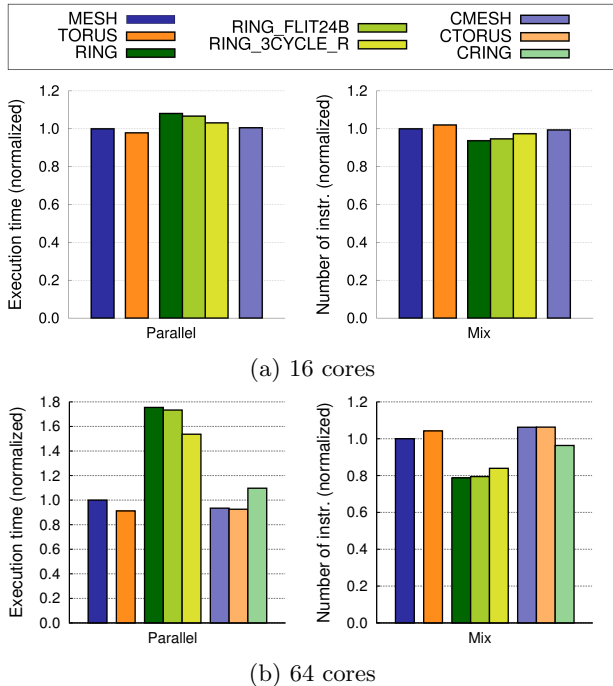 MESH
TORUS
RING
RING_FLIT24B
RING_3CYCLE_R
CMESH
CTORUS
CRING
Execution time (normalized)
1.2
1.0
0.8
0.6
0.4
0.2
0.0
Parallel
Number of instr. (normalized)
1.2
1.0
0.8
0.6
0.4
0.2
0.0
Mix
(a) 16 cores
Execution time (normalized)
1.8
1.6
1.4
1.2
1.0
0.8
0.6
0.4
0.2
0.0
Parallel
Number of instr. (normalized)
1.2
1.0
0.8
0.6
0.4
0.2
0.0
Mix
(b) 64 cores